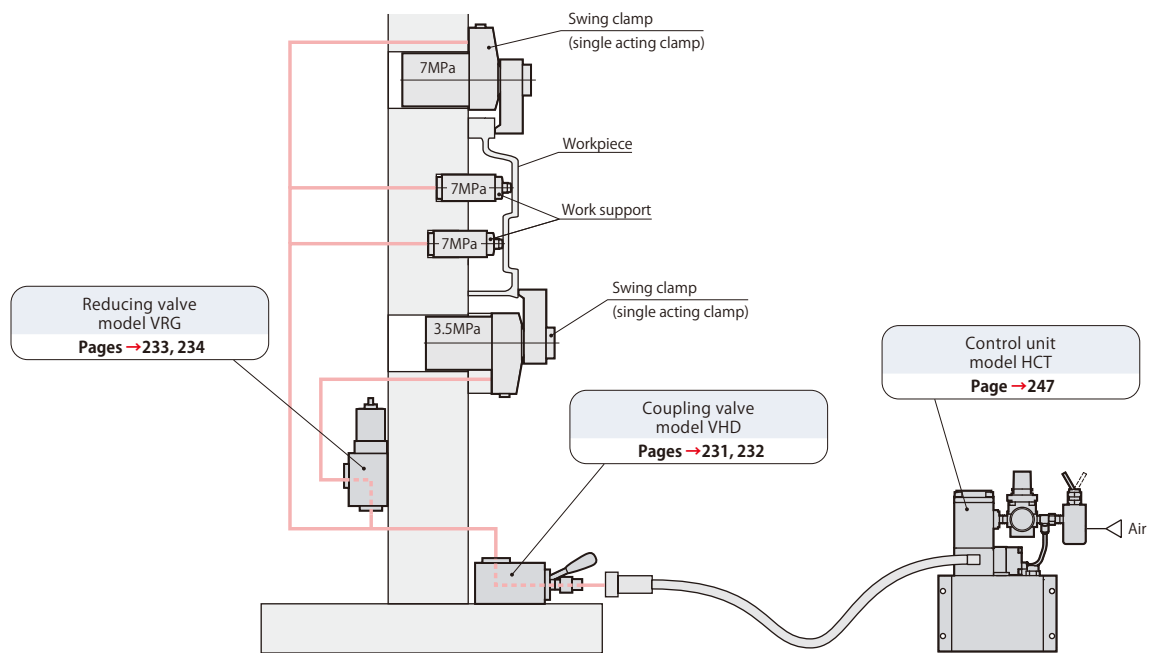 Swing clamp
(single acting clamp)
7MPa
Workpiece
7MPa
Work support
7MPa
Swing clamp
(single acting clamp)
3.5MPa
Reducing valve
model VRG
Pages →233, 234
Control unit
model HCT
Page →247
Coupling valve
model VHD
Pages →231, 232
Air